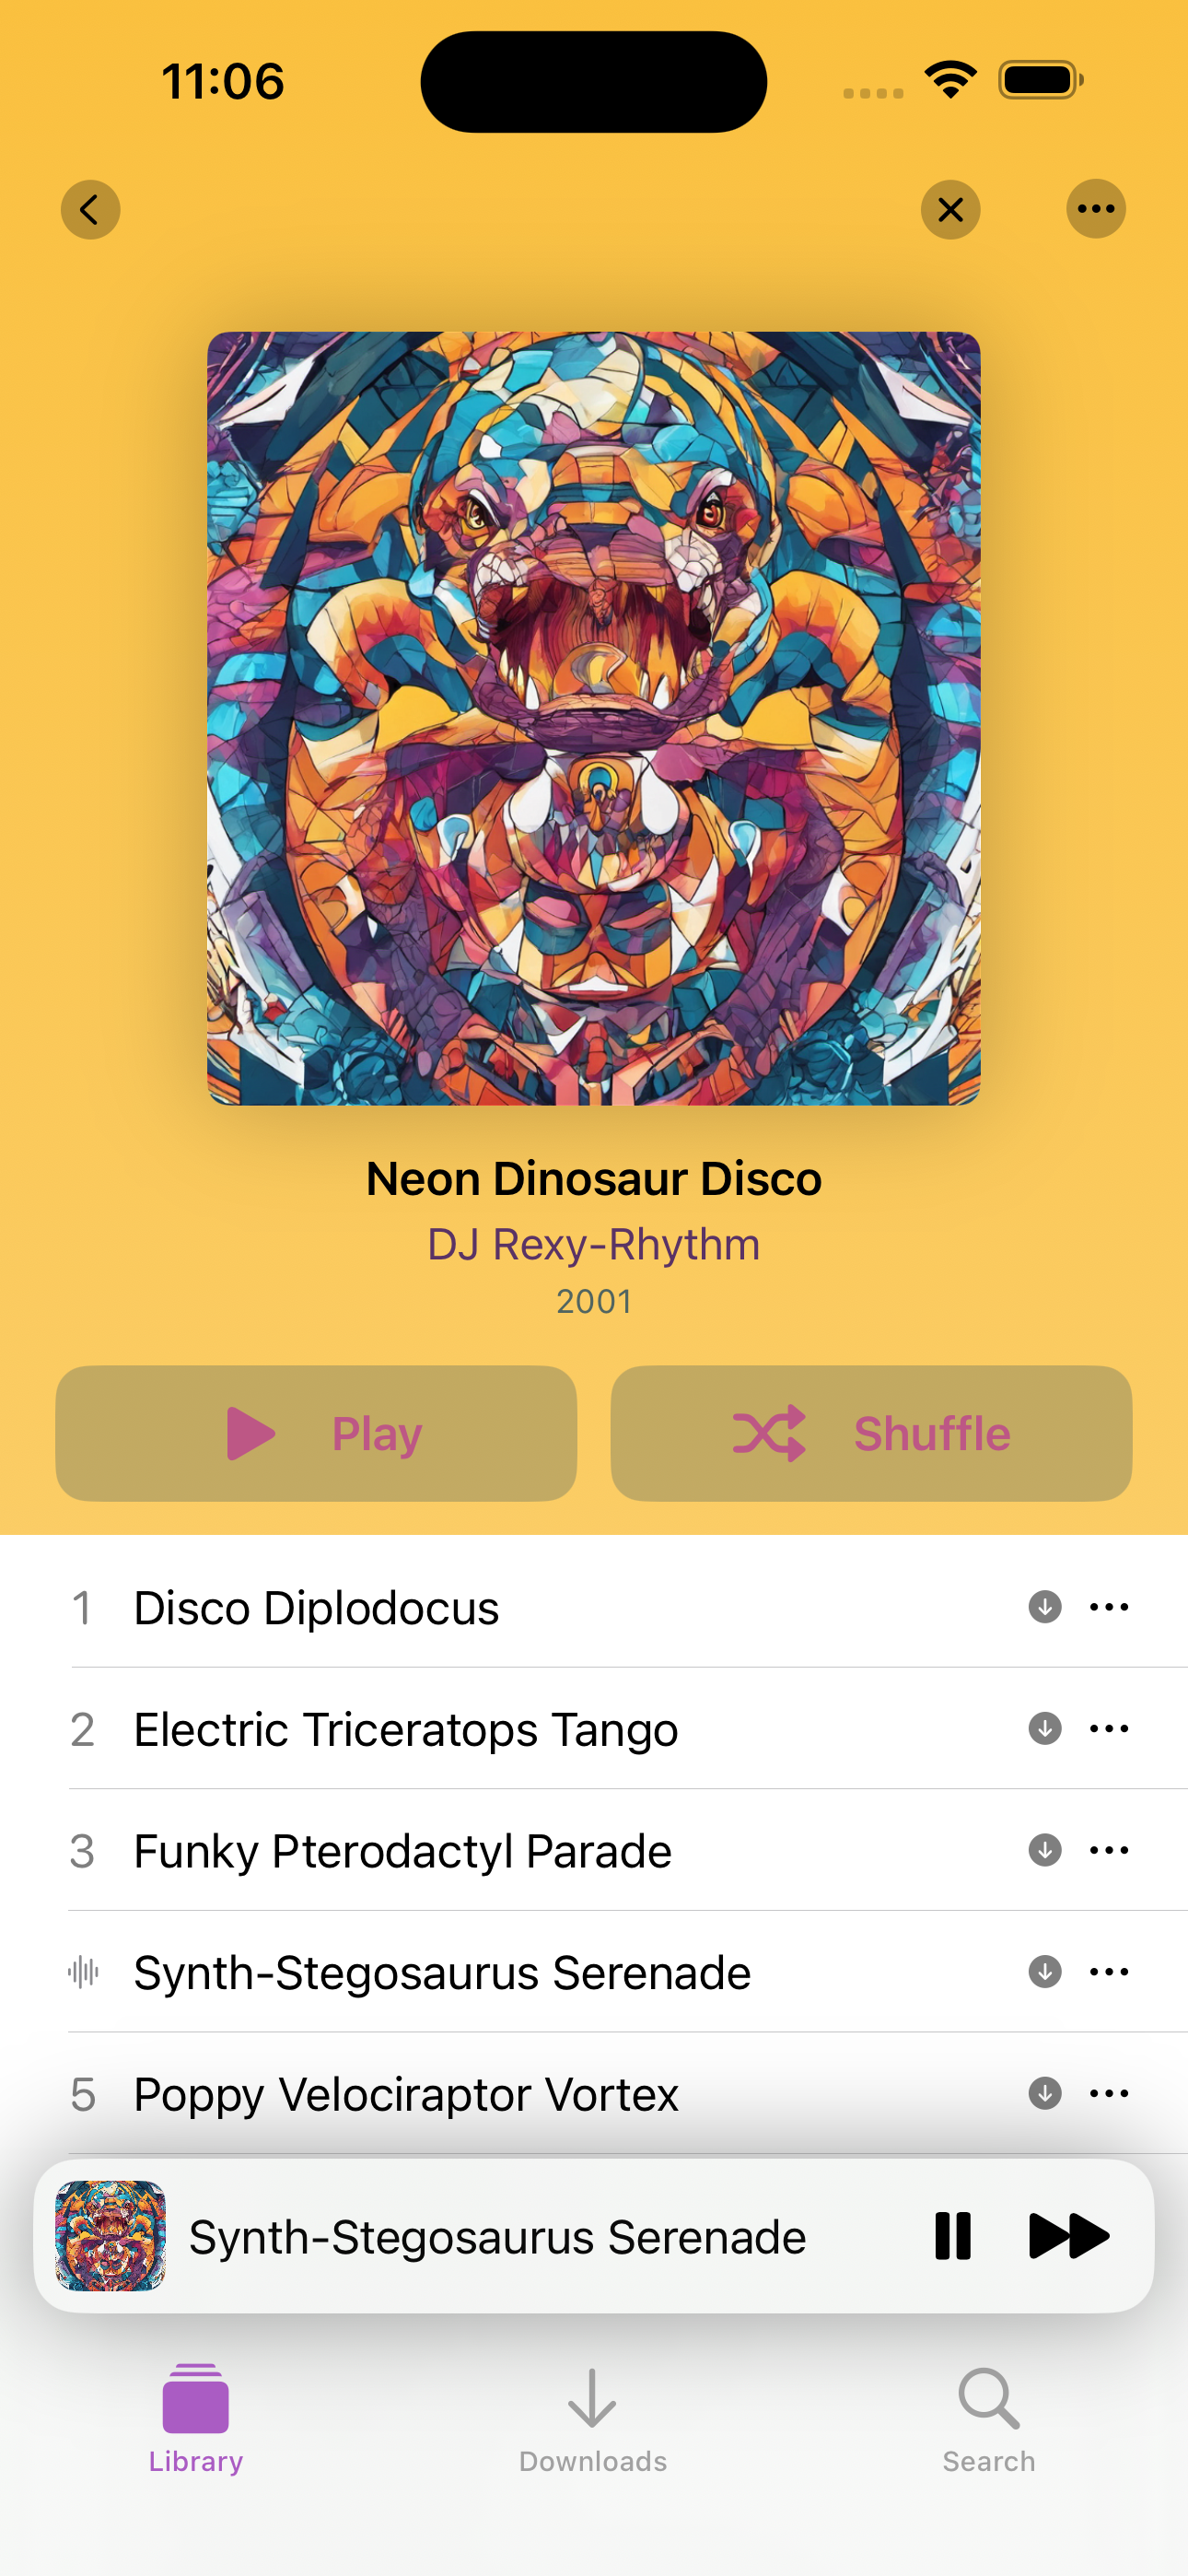 11:06
Neon Dinosaur Disco
DJ Rexy-Rhythm
2001
Play
Shuffle
1 Disco Diplodocus
2 Electric Triceratops Tango
3 Funky Pterodactyl Parade
Synth-Stegosaurus Serenade
5 Poppy Velociraptor Vortex
Synth-Stegosaurus Serenade
Library
Downloads
Search